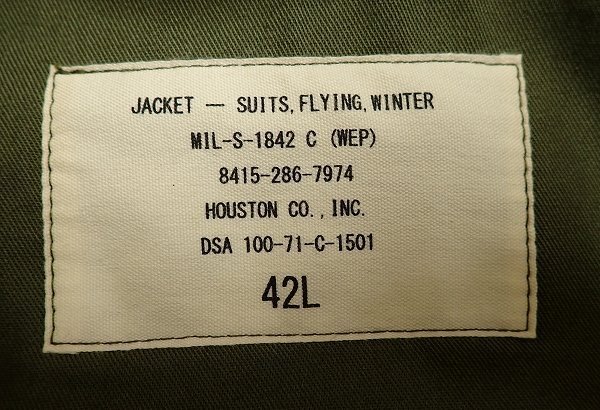 JACKET — SUITS, FLYING, WINTER
MIL-S-1842 C (WEP)
8415-286-7974
HOUSTON CO., INC.
DSA 100-71-C-1501
42L